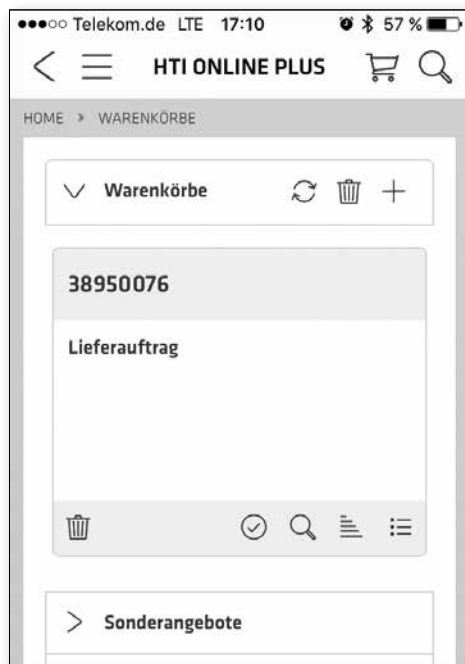 Telekom.de LTE 17:10 57 %
HTI ONLINE PLUS
HOME > WARENKÖRBE
Warenkörbe
38950076
Lieferauftrag
Sonderangebote